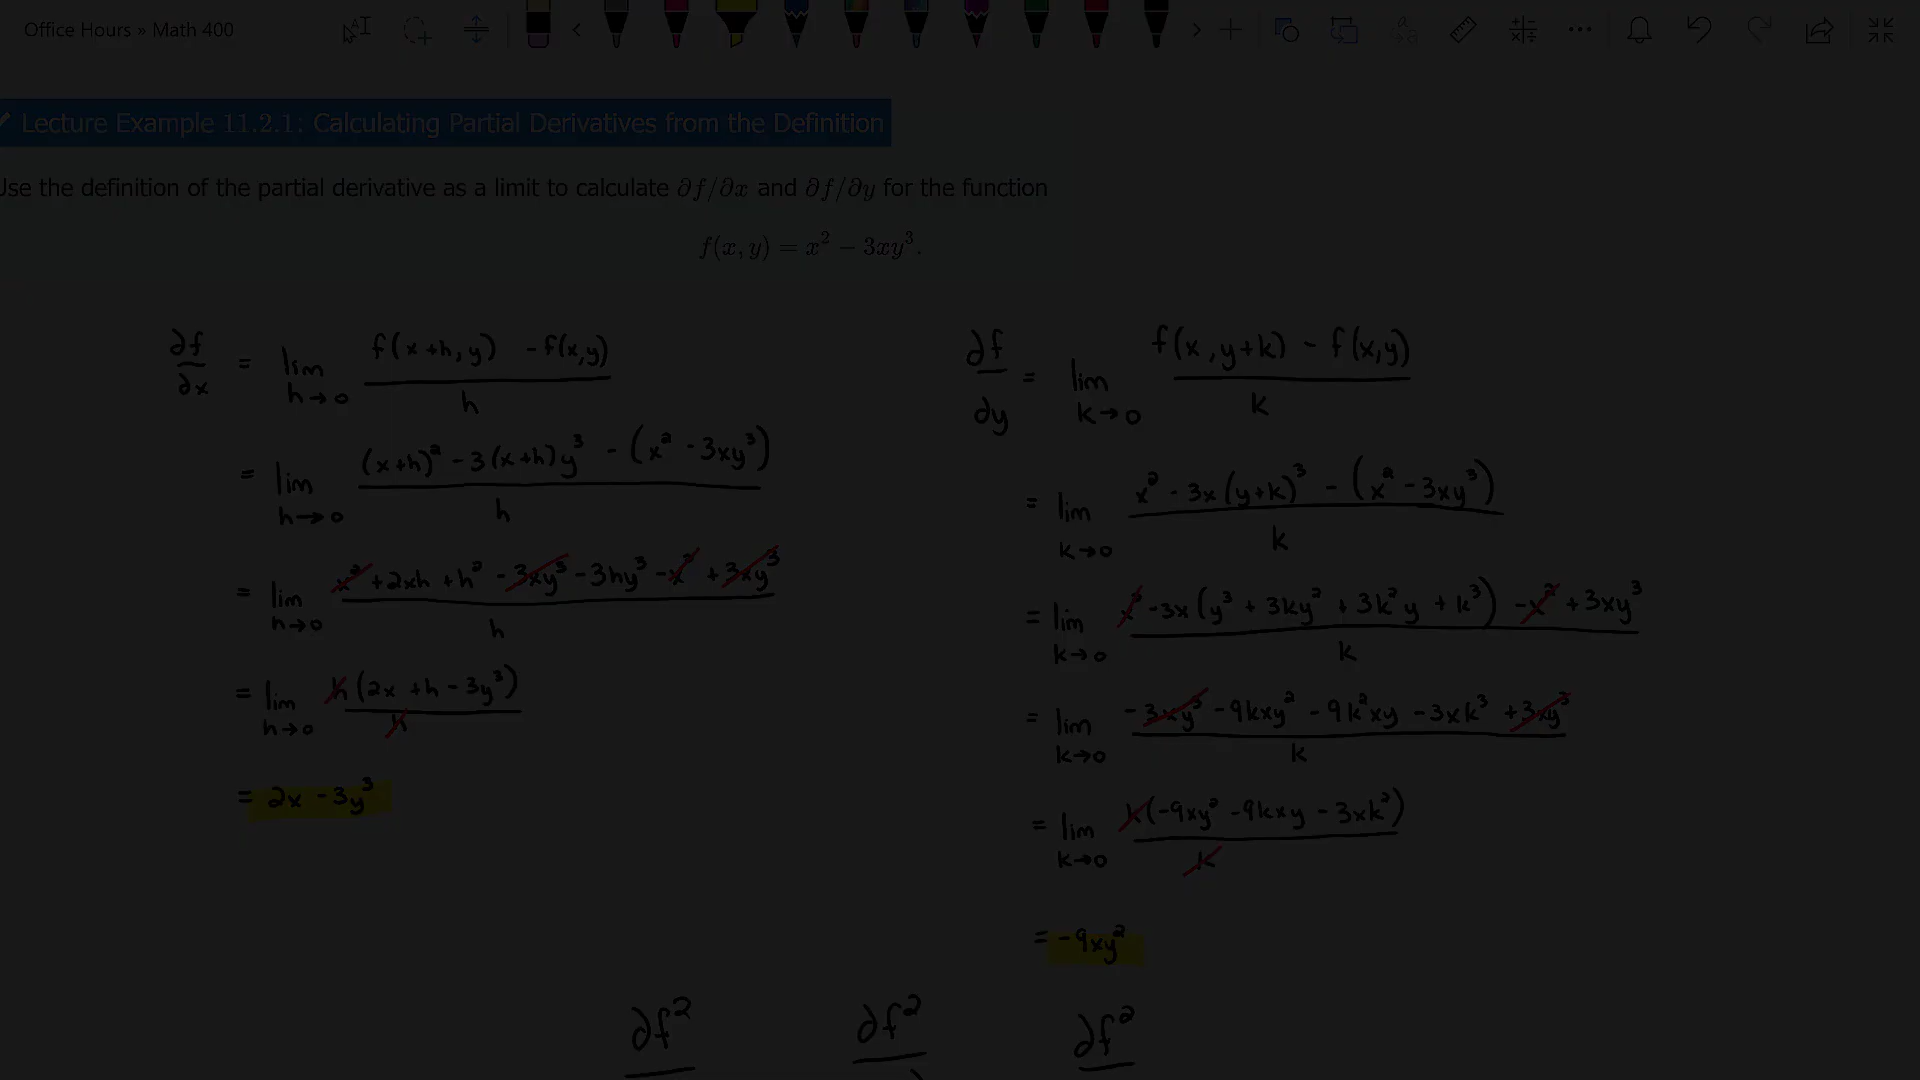 Office Hours » Math 400
Lecture Example 11.2.1: Calculating Partial Derivatives from the Definition
Use the definition of the partial derivative as a limit to calculate ∂f/∂x and ∂f/∂y for the function
f(x, y) = x² − 3xy³.
∂f/∂x = lim h→0 (f(x+h, y) - f(x,y))/h
= lim h→0 ((x+h)² - 3(x+h)y³ - (x² - 3xy³))/h
= lim h→0 (x² + 2xh + h² - 3xy³ - 3hy³ - x² + 3xy³)/h
= lim h→0 h(2x + h - 3y³)/h
= 2x - 3y³
∂f/∂y = lim k→0 (f(x, y+k) - f(x,y))/k
= lim k→0 (x² - 3x(y+k)³ - (x² - 3xy³))/k
= lim k→0 (x² - 3x(y³ + 3ky² + 3k²y + k³) - x² + 3xy³)/k
= lim k→0 (-3xy³ - 9kxy² - 9k²xy - 3xk³ + 3xy³)/k
= lim k→0 k(-9xy² - 9kxy - 3xk²)/k
= -9xy²
∂f² ∂f² ∂f²